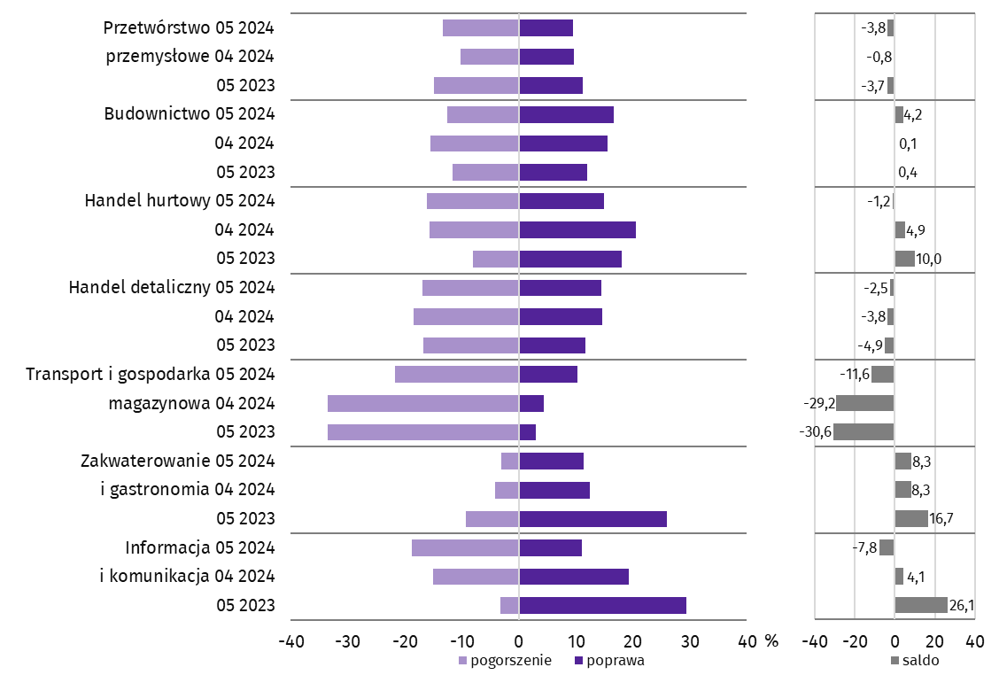 Przetwórstwo 05 2024 -3,8
przemysłowe 04 2024 -0,8
05 2023 -3,7
Budownictwo 05 2024 4,2
04 2024 0,1
05 2023 0,4
Handel hurtowy 05 2024 -1,2
04 2024 4,9
05 2023 10,0
Handel detaliczny 05 2024 -2,5
04 2024 -3,8
05 2023 -4,9
Transport i gospodarka 05 2024 -11,6
magazynowa 04 2024 -29,2
05 2023 -30,6
Zakwaterowanie 05 2024 8,3
i gastronomia 04 2024 8,3
05 2023 16,7
Informacja 05 2024 -7,8
i komunikacja 04 2024 4,1
05 2023 26,1
-40 -30 -20 -10 0 10 20 30 40 % -40 -20 0 20 40
pogorszenie poprawa saldo